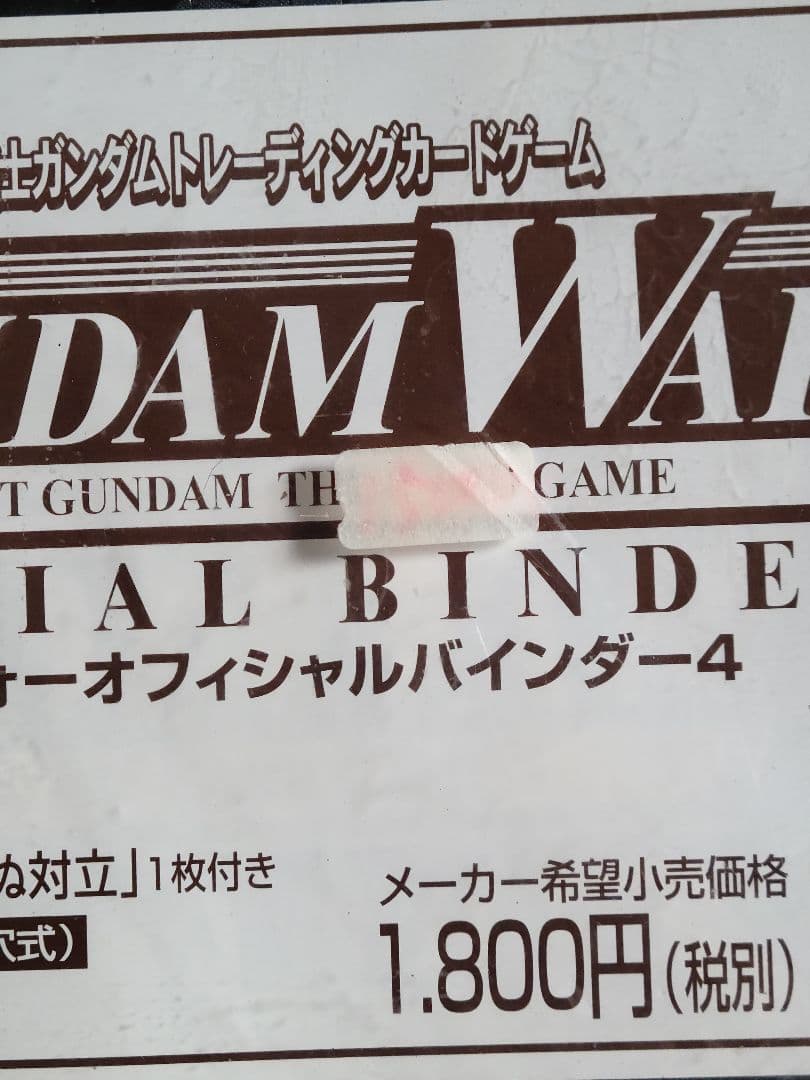 士ガンダムトレーディングカードゲーム
NDAM WAR
T GUNDAM TH GAME
IAL BINDE
ォーオフィシャルバインダー4
ぬ対立」1枚付き
穴式)
メーカー希望小売価格
1.800円(税別)